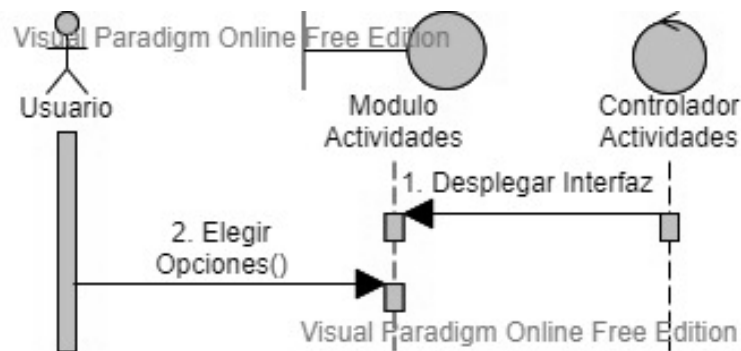 Visual Paradigm Online Free Edition
Usuario
Modulo
Actividades
Controlador
Actividades
1. Desplegar Interfaz
2. Elegir
Opciones()
Visual Paradigm Online Free Edition